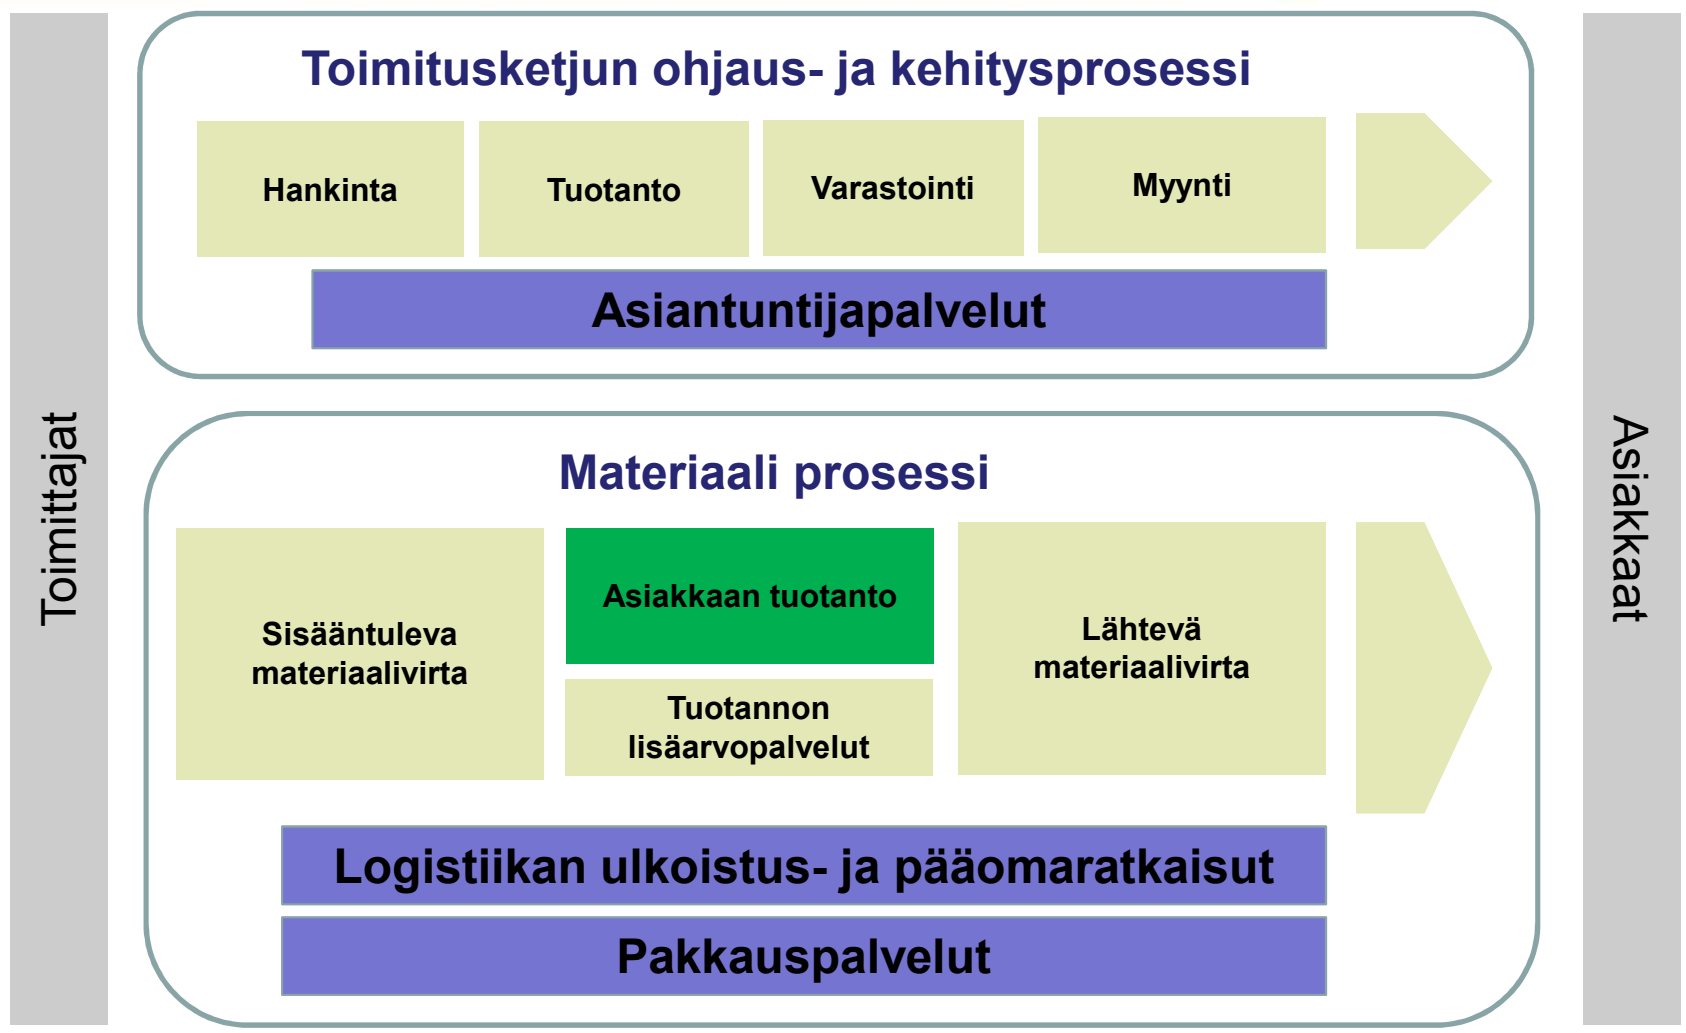 Toimittajat
Toimitusketjun ohjaus- ja kehitysprosessi
Hankinta
Tuotanto
Varastointi
Myynti
Asiantuntijapalvelut
Materiaali prosessi
Sisääntuleva
materiaalivirta
Asiakkaan tuotanto
Tuotannon
lisäarvopalvelut
Lähtevä
materiaalivirta
Logistiikan ulkoistus- ja pääomaratkaisut
Pakkauspalvelut
Asiakkaat